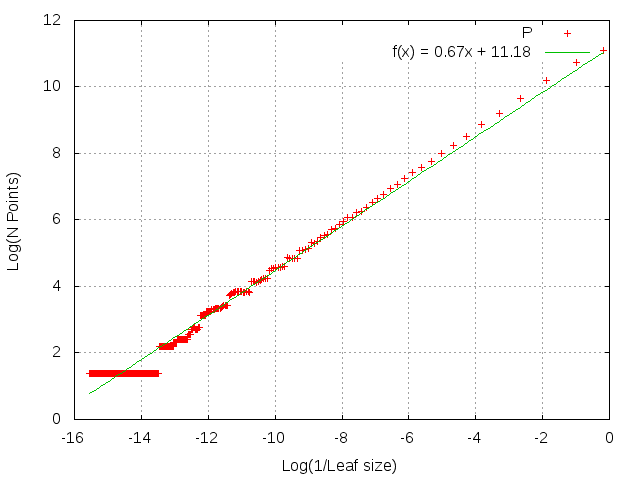 12
10
8
6
4
2
0
Log(N Points)
P
f(x) = 0.67x + 11.18
-16 -14 -12 -10 -8 -6 -4 -2 0
Log(1/Leaf size)